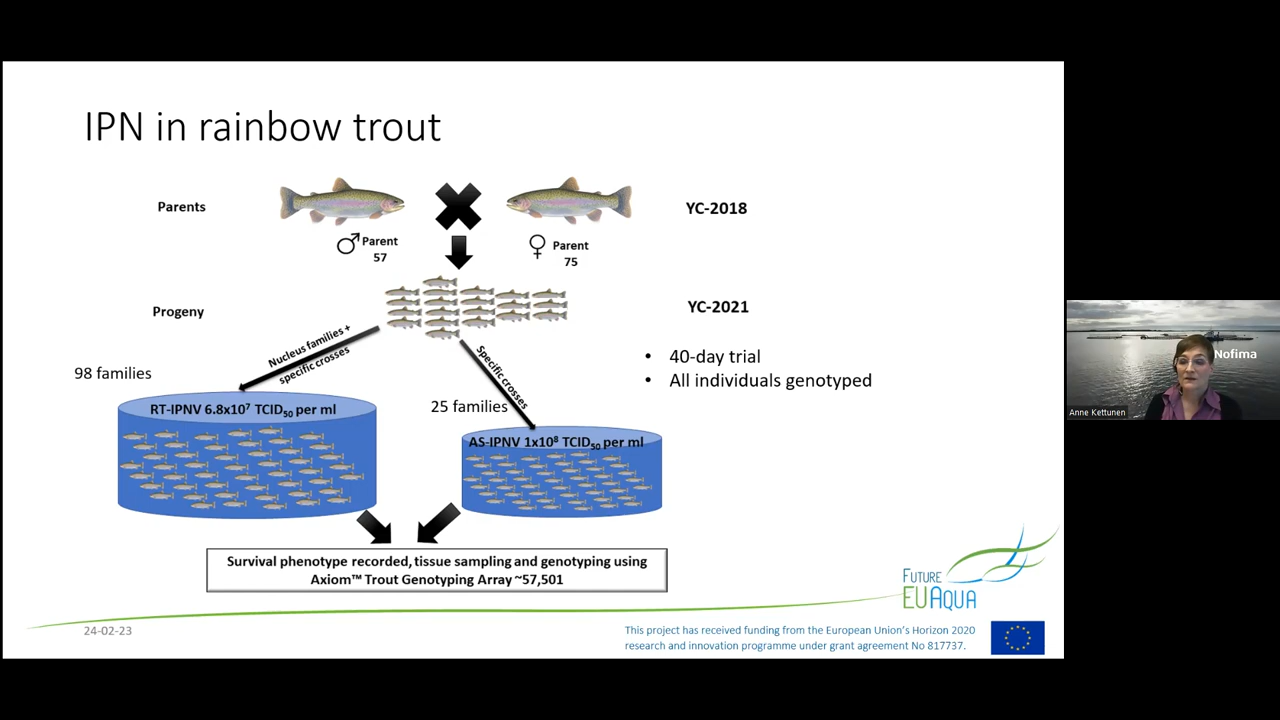 IPN in rainbow trout
Parents
YC-2018
♂ Parent
57
♀ Parent
75
Progeny
YC-2021
Nucleus families +
specific crosses
Specific crosses
• 40-day trial
• All individuals genotyped
98 families
25 families
RT-IPNV 6.8x10⁷ TCID₅₀ per ml
AS-IPNV 1x10⁸ TCID₅₀ per ml
Survival phenotype recorded, tissue sampling and genotyping using
Axiom™ Trout Genotyping Array ~57,501
FUTURE
EUAQUA
24-02-23
This project has received funding from the European Union's Horizon 2020
research and innovation programme under grant agreement No 817737.
Nofima
Anne Kettunen